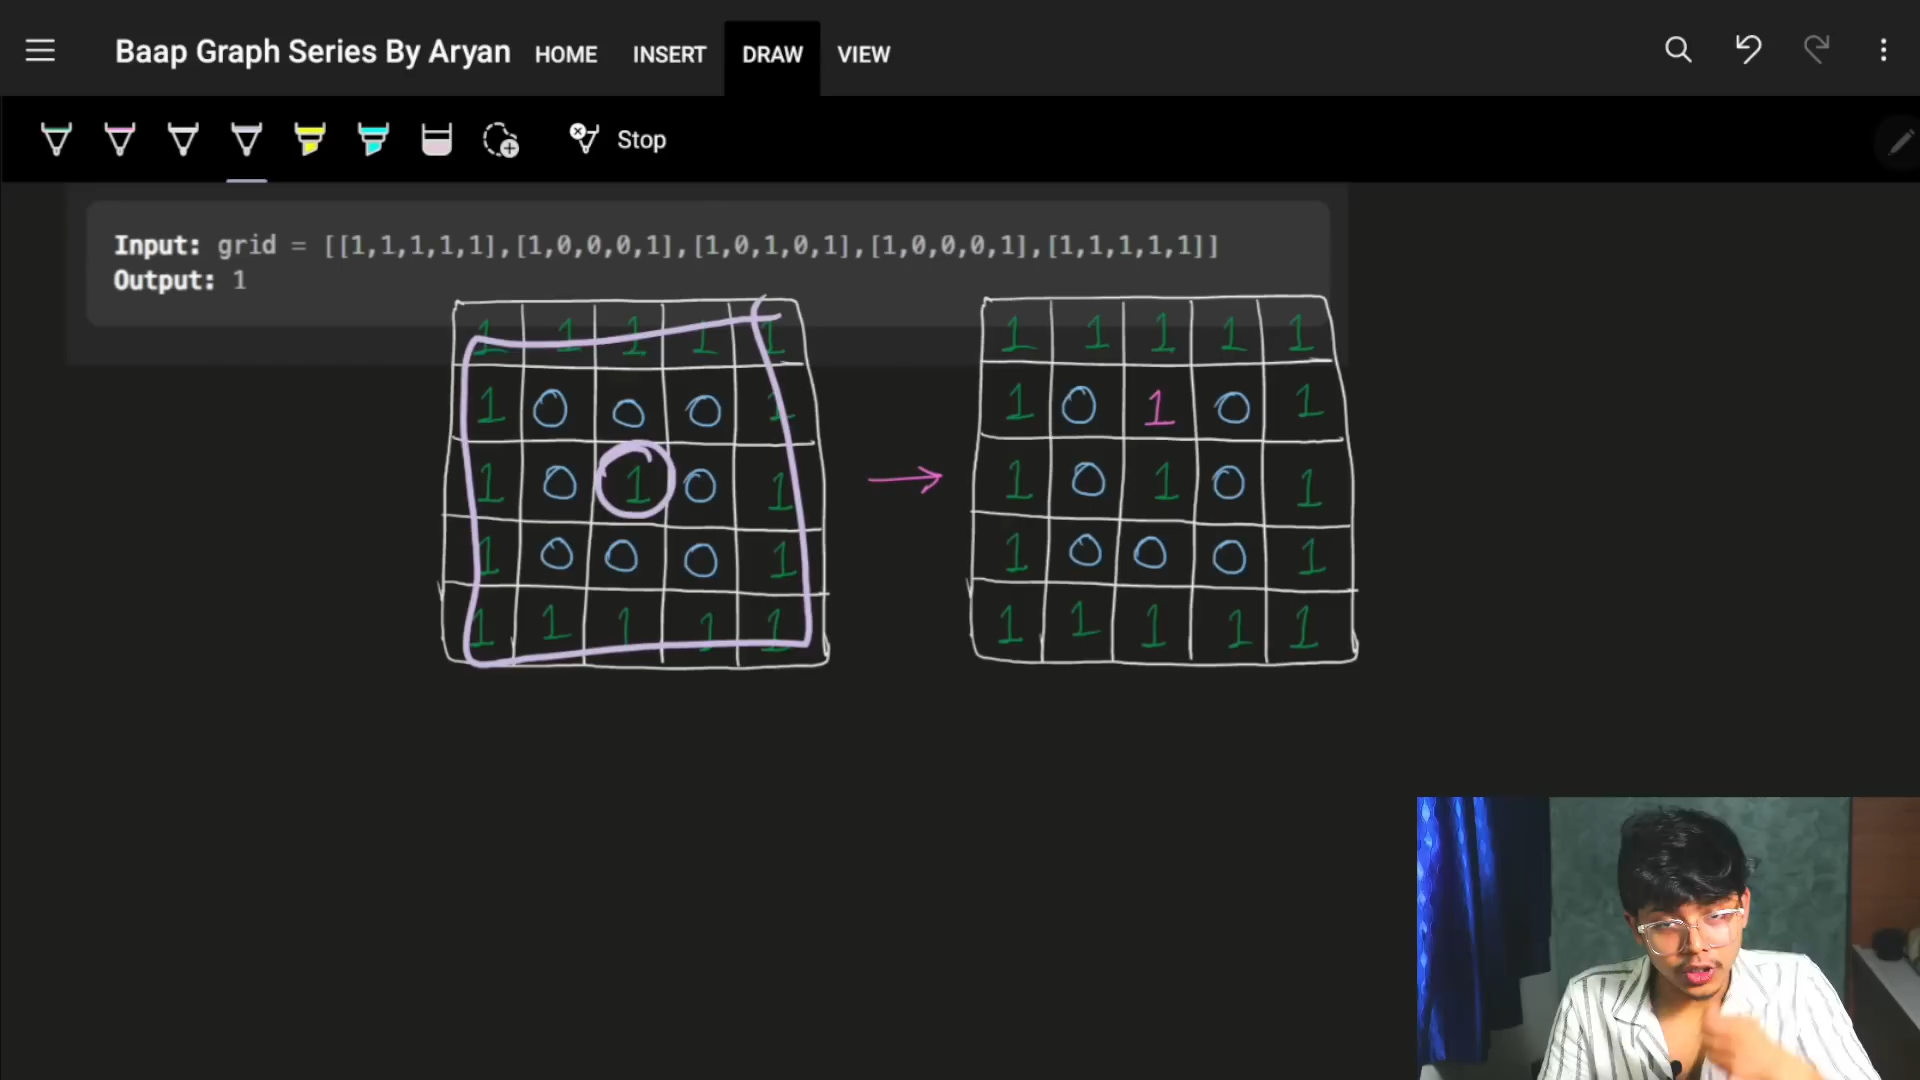 Baap Graph Series By Aryan HOME INSERT DRAW VIEW
Stop
Input: grid = [[1,1,1,1,1],[1,0,0,0,1],[1,0,1,0,1],[1,0,0,0,1],[1,1,1,1,1]]
Output: 1
1 1 1 1 1
1 0 0 0 1
1 0 1 0 1
1 0 0 0 1
1 1 1 1 1
1 1 1 1 1
1 0 1 0 1
1 0 1 0 1
1 0 0 0 1
1 1 1 1 1